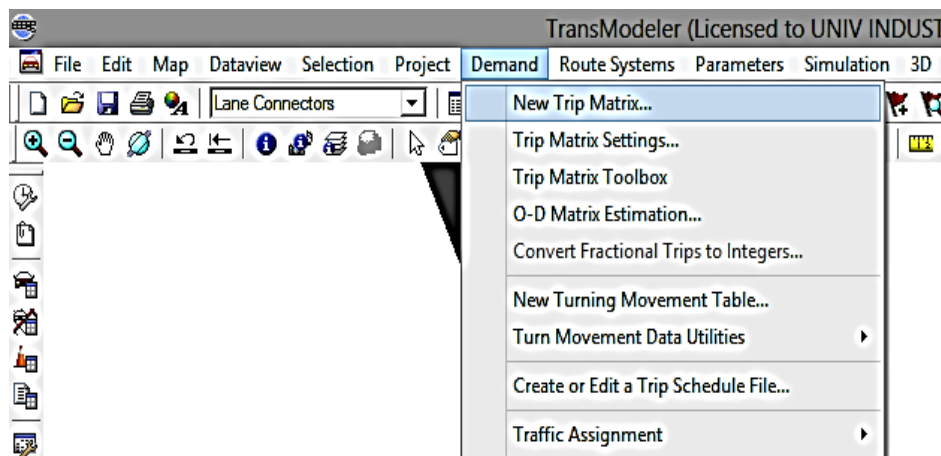 TransModeler (Licensed to UNIV INDUST
File Edit Map Dataview Selection Project Demand Route Systems Parameters Simulation 3D
Lane Connectors
New Trip Matrix...
Trip Matrix Settings...
Trip Matrix Toolbox
O-D Matrix Estimation...
Convert Fractional Trips to Integers...
New Turning Movement Table...
Turn Movement Data Utilities
Create or Edit a Trip Schedule File...
Traffic Assignment